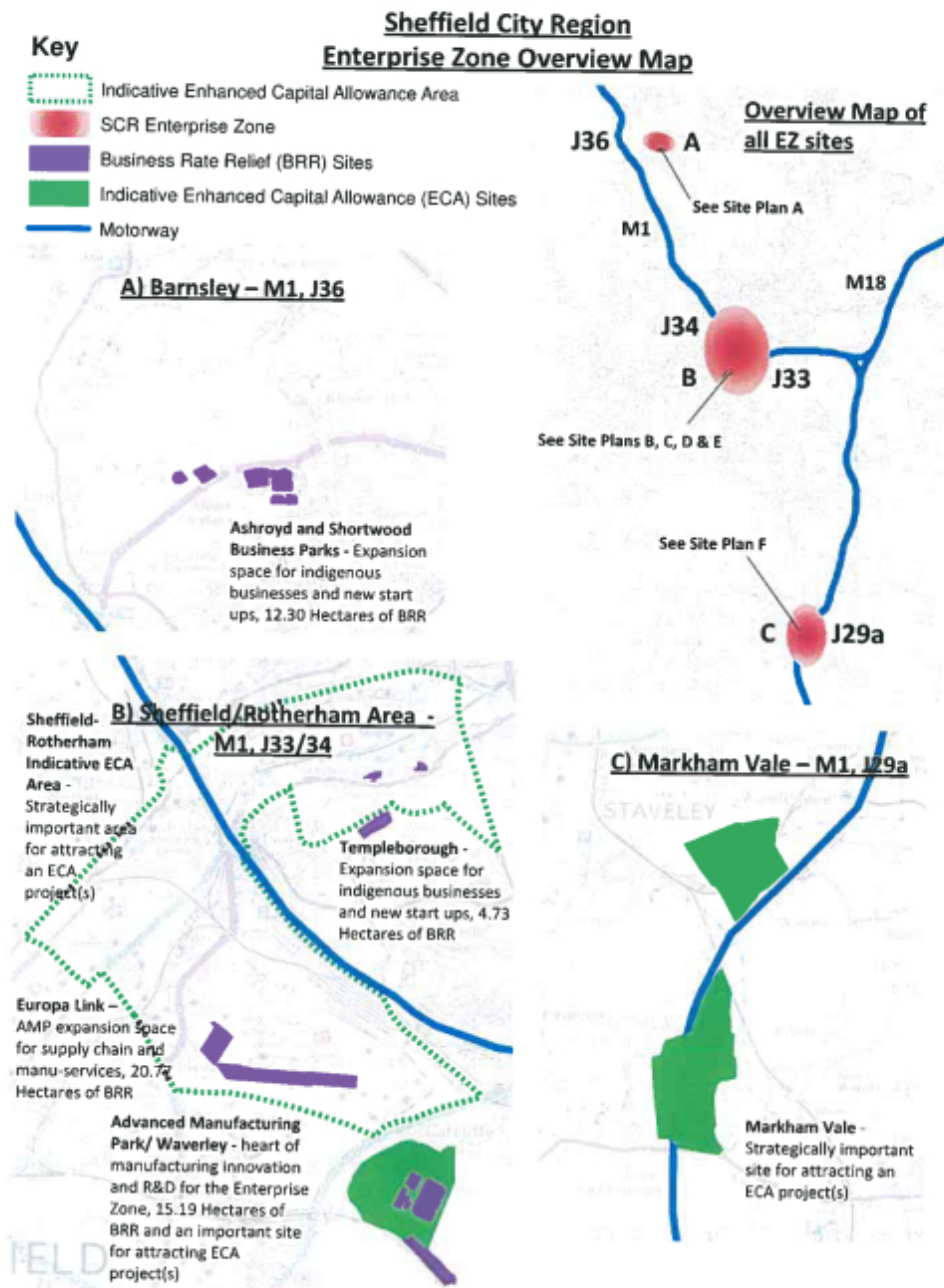 Sheffield City Region
Enterprise Zone Overview Map
Key
Indicative Enhanced Capital Allowance Area
SCR Enterprise Zone
Business Rate Relief (BRR) Sites
Indicative Enhanced Capital Allowance (ECA) Sites
Motorway
Overview Map of
all EZ sites
J36
A
See Site Plan A
M1
M18
J34
B
J33
See Site Plans B, C, D & E
See Site Plan F
C
J29a
A) Barnsley – M1, J36
Ashroyd and Shortwood
Business Parks - Expansion
space for indigenous
businesses and new start
ups, 12.30 Hectares of BRR
B) Sheffield/Rotherham Area -
M1, J33/34
Sheffield-
Rotherham
Indicative ECA
Area -
Strategically
important area
for attracting
an ECA
project(s)
Templeborough -
Expansion space for
indigenous businesses
and new start ups, 4.73
Hectares of BRR
Europa Link –
AMP expansion space
for supply chain and
manu-services, 20.77
Hectares of BRR
Advanced Manufacturing
Park/ Waverley - heart of
manufacturing innovation
and R&D for the Enterprise
Zone, 15.19 Hectares of
BRR and an important site
for attracting ECA
project(s)
Catcliffe
IELD
C) Markham Vale – M1, J29a
STAVELEY
Markham Vale -
Strategically important
site for attracting an
ECA project(s)